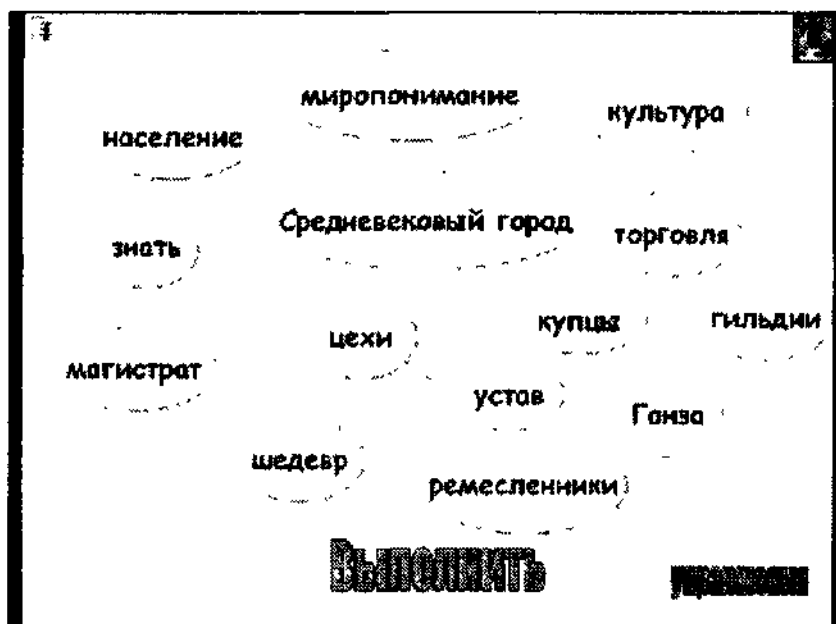 миропонимание
культура
население
Средневековый город
торговля
знать
купцы
гильдии
цехи
магистрат
устав
Ганза
шедевр
ремесленники
Выполнить